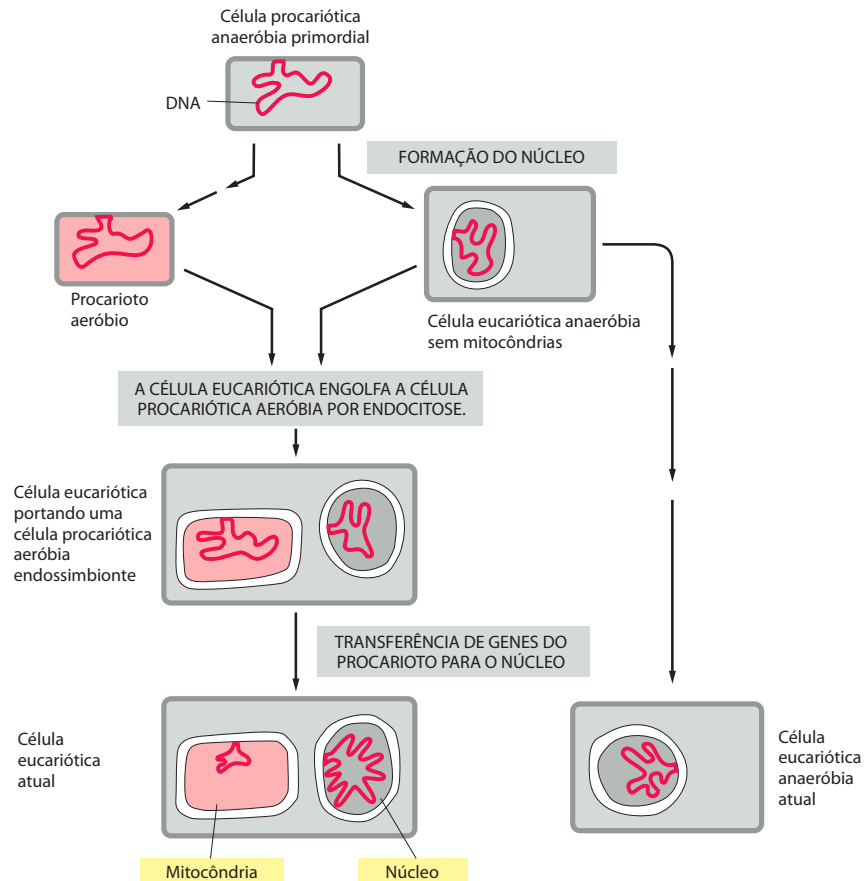 Célula procariótica
anaeróbia primordial
DNA
FORMAÇÃO DO NÚCLEO
Procarioto
aeróbio
Célula eucariótica anaeróbia
sem mitocôndrias
A CÉLULA EUCARIÓTICA ENGOLFA A CÉLULA
PROCARIÓTICA AERÓBIA POR ENDOCITOSE.
Célula eucariótica
portando uma
célula procariótica
aeróbia
endossimbionte
TRANSFERÊNCIA DE GENES DO
PROCARIOTO PARA O NÚCLEO
Célula
eucariótica
atual
Célula
eucariótica
anaeróbia
atual
Mitocôndria
Núcleo